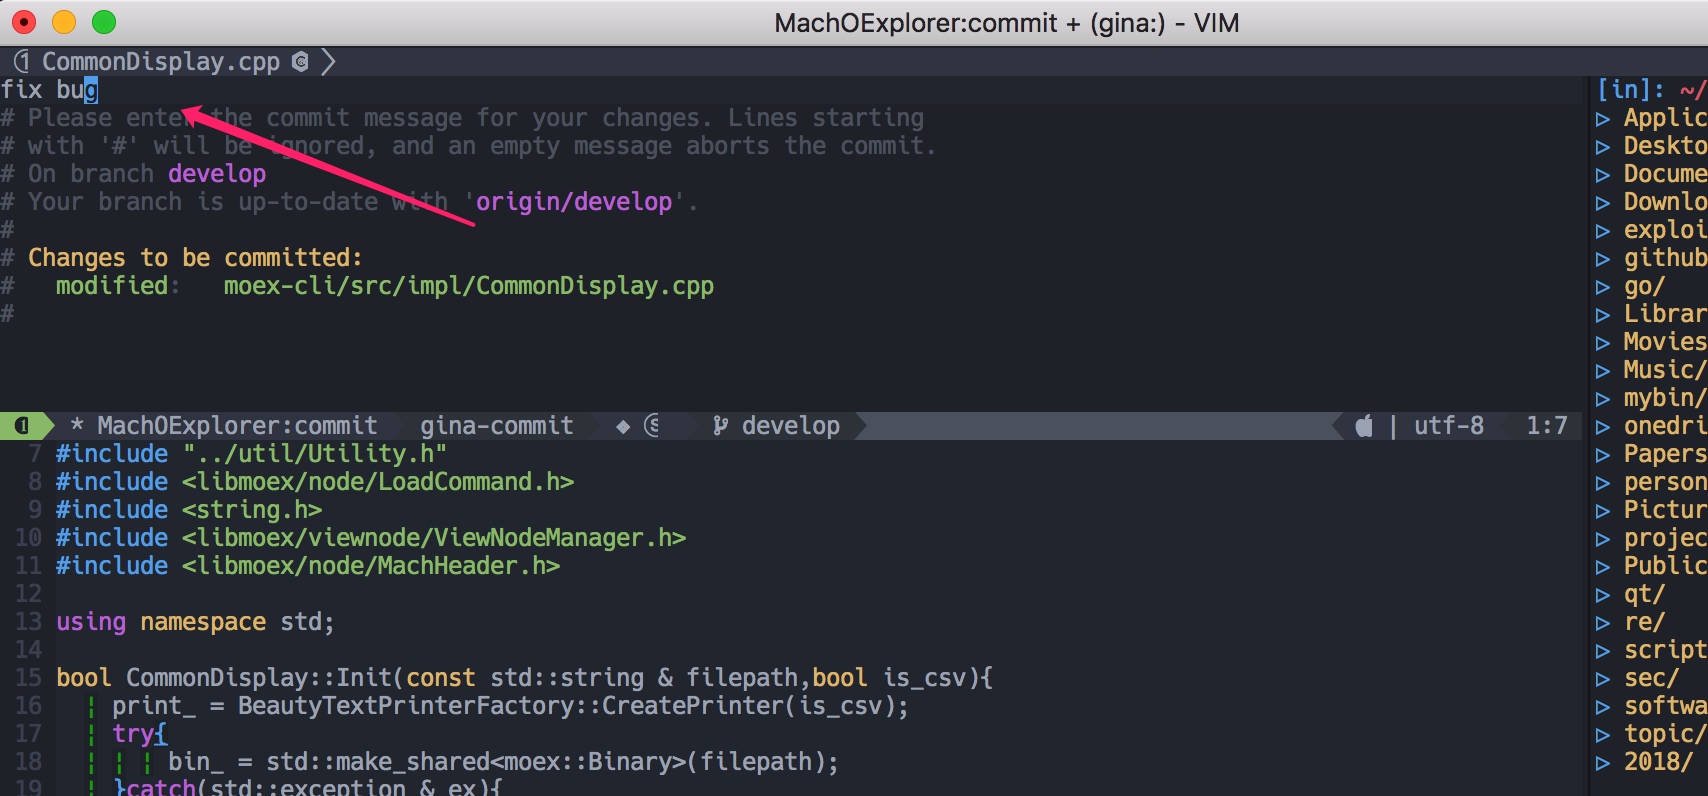 MachOExplorer:commit + (gina:) - VIM
① CommonDisplay.cpp
fix bug
# Please enter the commit message for your changes. Lines starting
# with '#' will be ignored, and an empty message aborts the commit.
# On branch develop
# Your branch is up-to-date with 'origin/develop'.
#
# Changes to be committed:
#   modified:   moex-cli/src/impl/CommonDisplay.cpp
#
❶ * MachOExplorer:commit gina-commit ◆ Ⓢ develop | utf-8 1:7
7 #include "../util/Utility.h"
8 #include <libmoex/node/LoadCommand.h>
9 #include <string.h>
10 #include <libmoex/viewnode/ViewNodeManager.h>
11 #include <libmoex/node/MachHeader.h>
12
13 using namespace std;
14
15 bool CommonDisplay::Init(const std::string & filepath,bool is_csv){
16 ¦ print_ = BeautyTextPrinterFactory::CreatePrinter(is_csv);
17 ¦ try{
18 ¦ ¦ ¦ bin_ = std::make_shared<moex::Binary>(filepath);
19 ¦ }catch(std::exception & ex){
[in]: ~/
▷ Applic
▷ Deskto
▷ Docume
▷ Downlo
▷ exploi
▷ github
▷ go/
▷ Librar
▷ Movies
▷ Music/
▷ mybin/
▷ onedri
▷ Papers
▷ person
▷ Pictur
▷ projec
▷ Public
▷ qt/
▷ re/
▷ script
▷ sec/
▷ softwa
▷ topic/
▷ 2018/